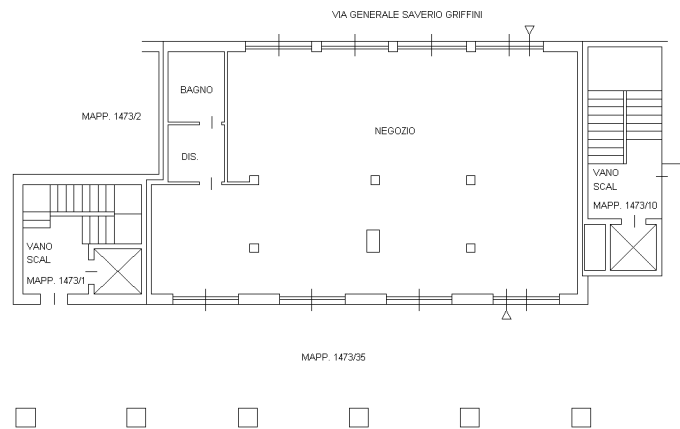 VIA GENERALE SAVERIO GRIFFINI
BAGNO
MAPP. 1473/2
NEGOZIO
DIS.
VANO
SCAL
MAPP. 1473/10
VANO
SCAL
MAPP. 1473/1
MAPP. 1473/35